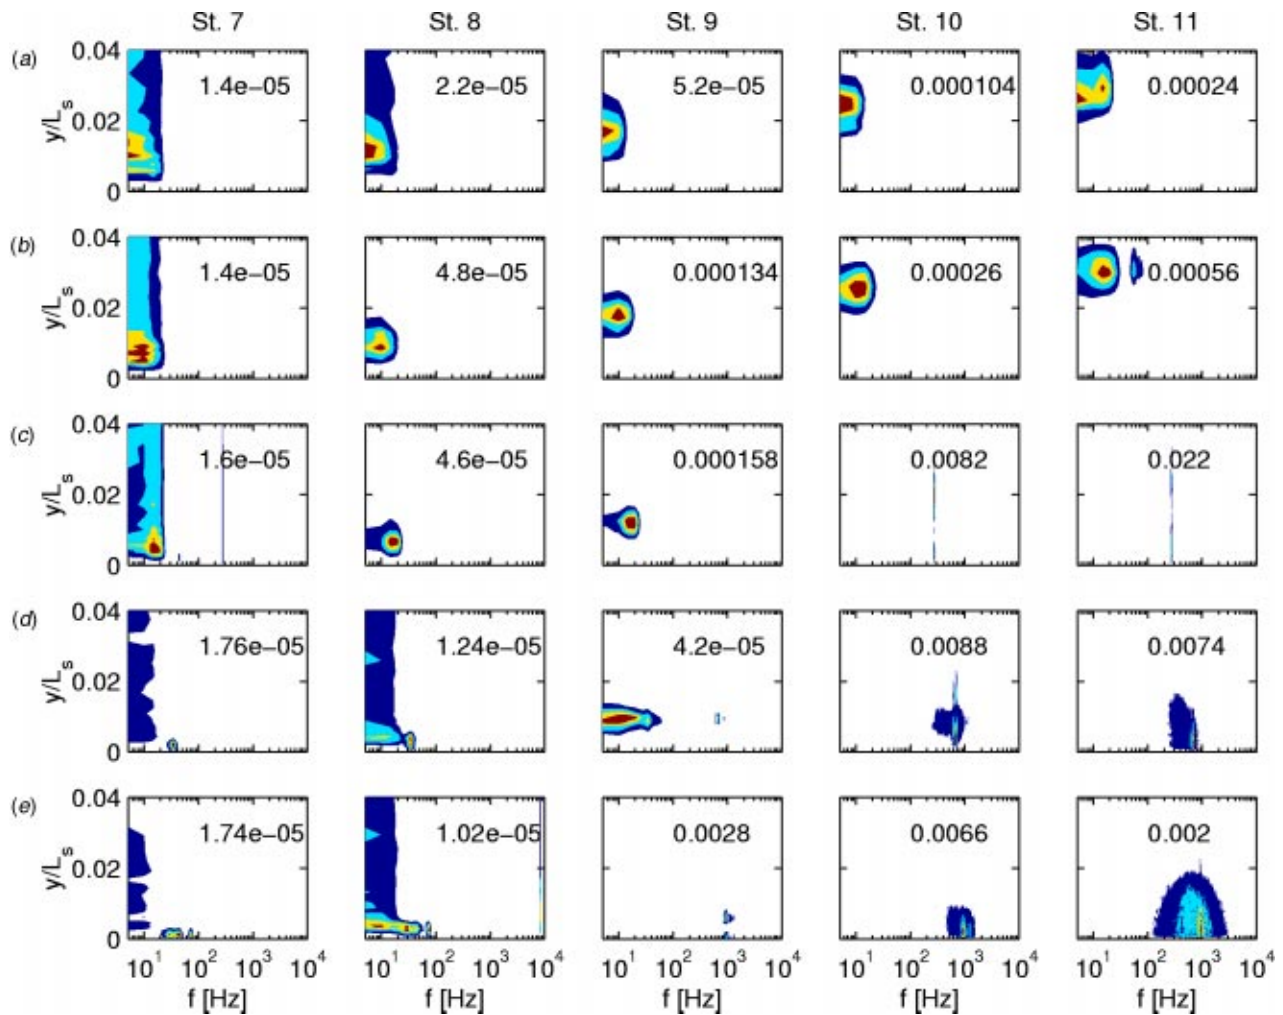 St. 7 St. 8 St. 9 St. 10 St. 11
(a) y/Ls 0.04 0.02 0 1.4e−05 2.2e−05 5.2e−05 0.000104 0.00024
(b) y/Ls 0.04 0.02 0 1.4e−05 4.8e−05 0.000134 0.00026 0.00056
(c) y/Ls 0.04 0.02 0 1.6e−05 4.6e−05 0.000158 0.0082 0.022
(d) y/Ls 0.04 0.02 0 1.76e−05 1.24e−05 4.2e−05 0.0088 0.0074
(e) y/Ls 0.04 0.02 0 1.74e−05 1.02e−05 0.0028 0.0066 0.002
10^1 10^2 10^3 10^4 10^1 10^2 10^3 10^4 10^1 10^2 10^3 10^4 10^1 10^2 10^3 10^4 10^1 10^2 10^3 10^4
f [Hz] f [Hz] f [Hz] f [Hz] f [Hz]